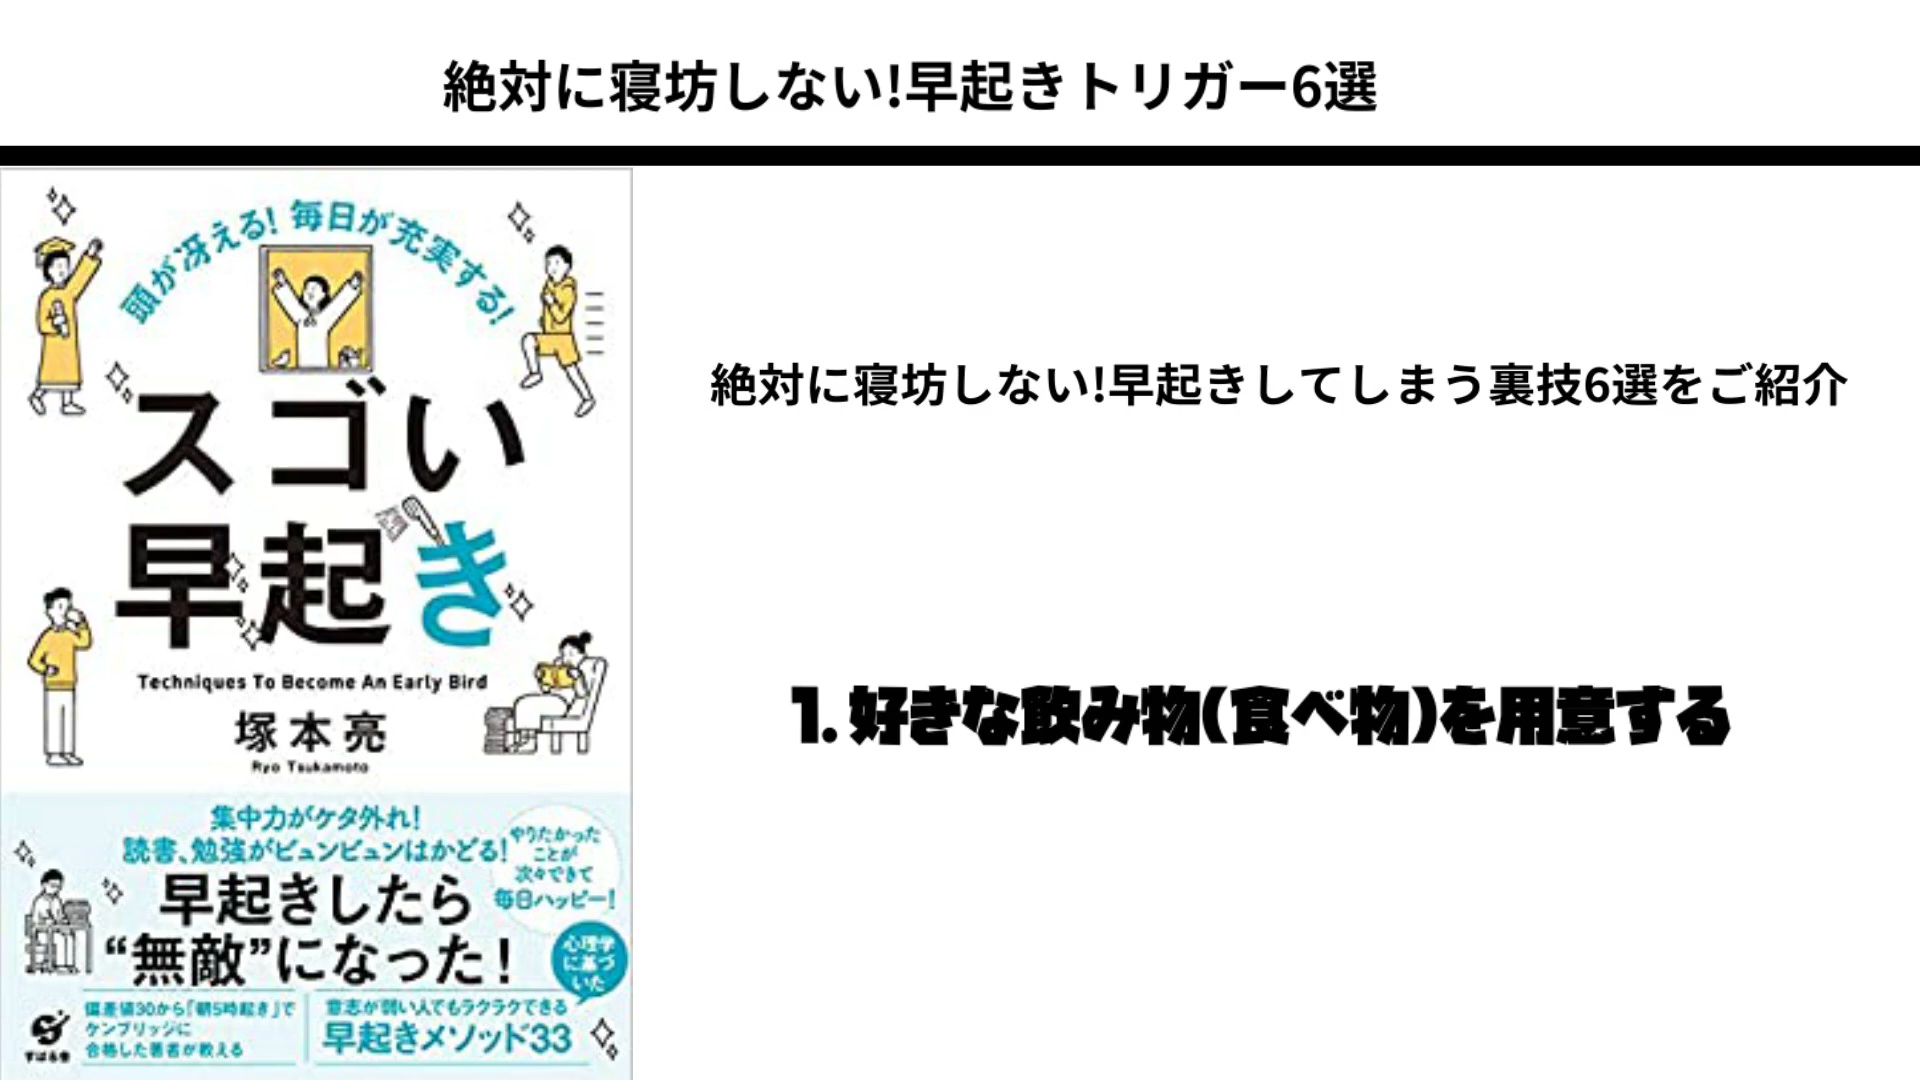 絶対に寝坊しない!早起きトリガー6選
頭が冴える! 毎日が充実する!
スゴい
早起き
Techniques To Become An Early Bird
塚本亮
Ryo Tsukamoto
集中力がケタ外れ!
読書、勉強がビュンビュンはかどる!
やりたかった
ことが
次々できて
毎日ハッピー!
早起きしたら
“無敵”になった!
心理学
に基づ
いた
偏差値30から「朝5時起き」で
ケンブリッジに
合格した著者が教える
意志が弱い人でもラクラクできる
早起きメソッド33
すばる舎
絶対に寝坊しない!早起きしてしまう裏技6選をご紹介
1. 好きな飲み物(食べ物)を用意する